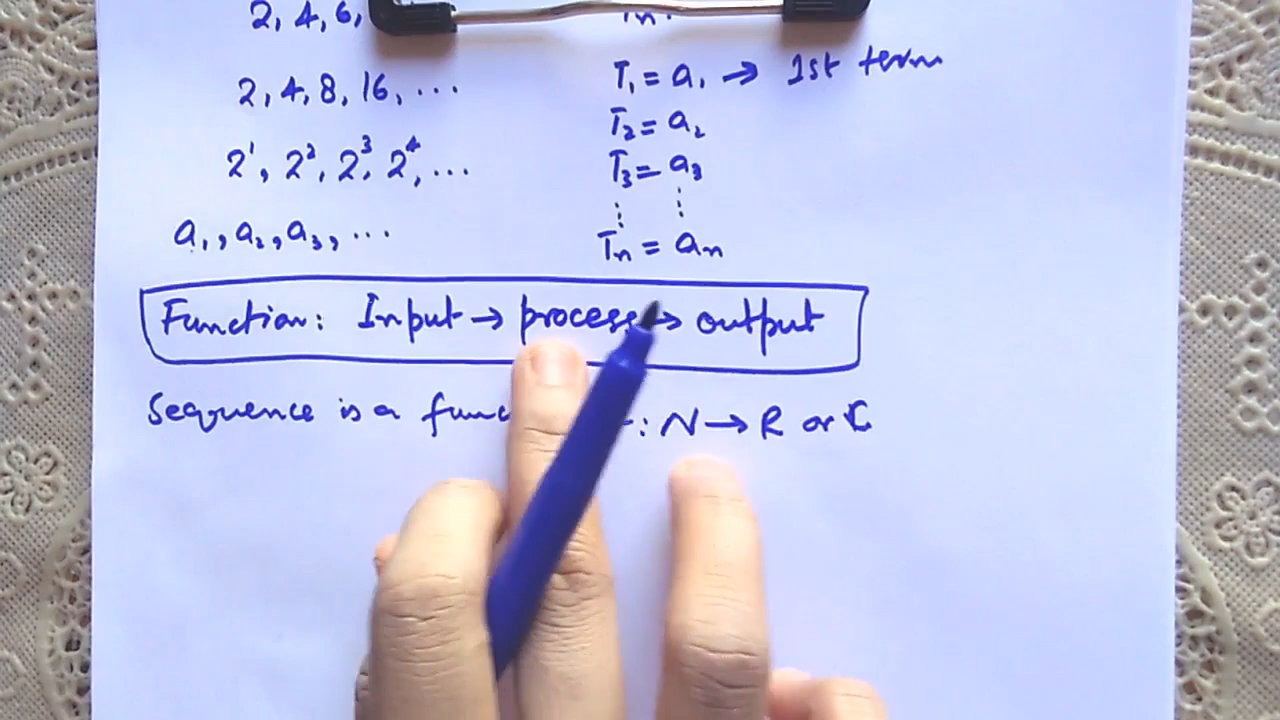 2, 4, 6,
2, 4, 8, 16, ...
2¹, 2², 2³, 2⁴, ...
a₁, a₂, a₃, ...
T₁ = a₁ → 1st term
T₂ = a₂
T₃ = a₃
⋮ ⋮
Tn = an
Function: Input → process → output
Sequence is a func : N → R or C